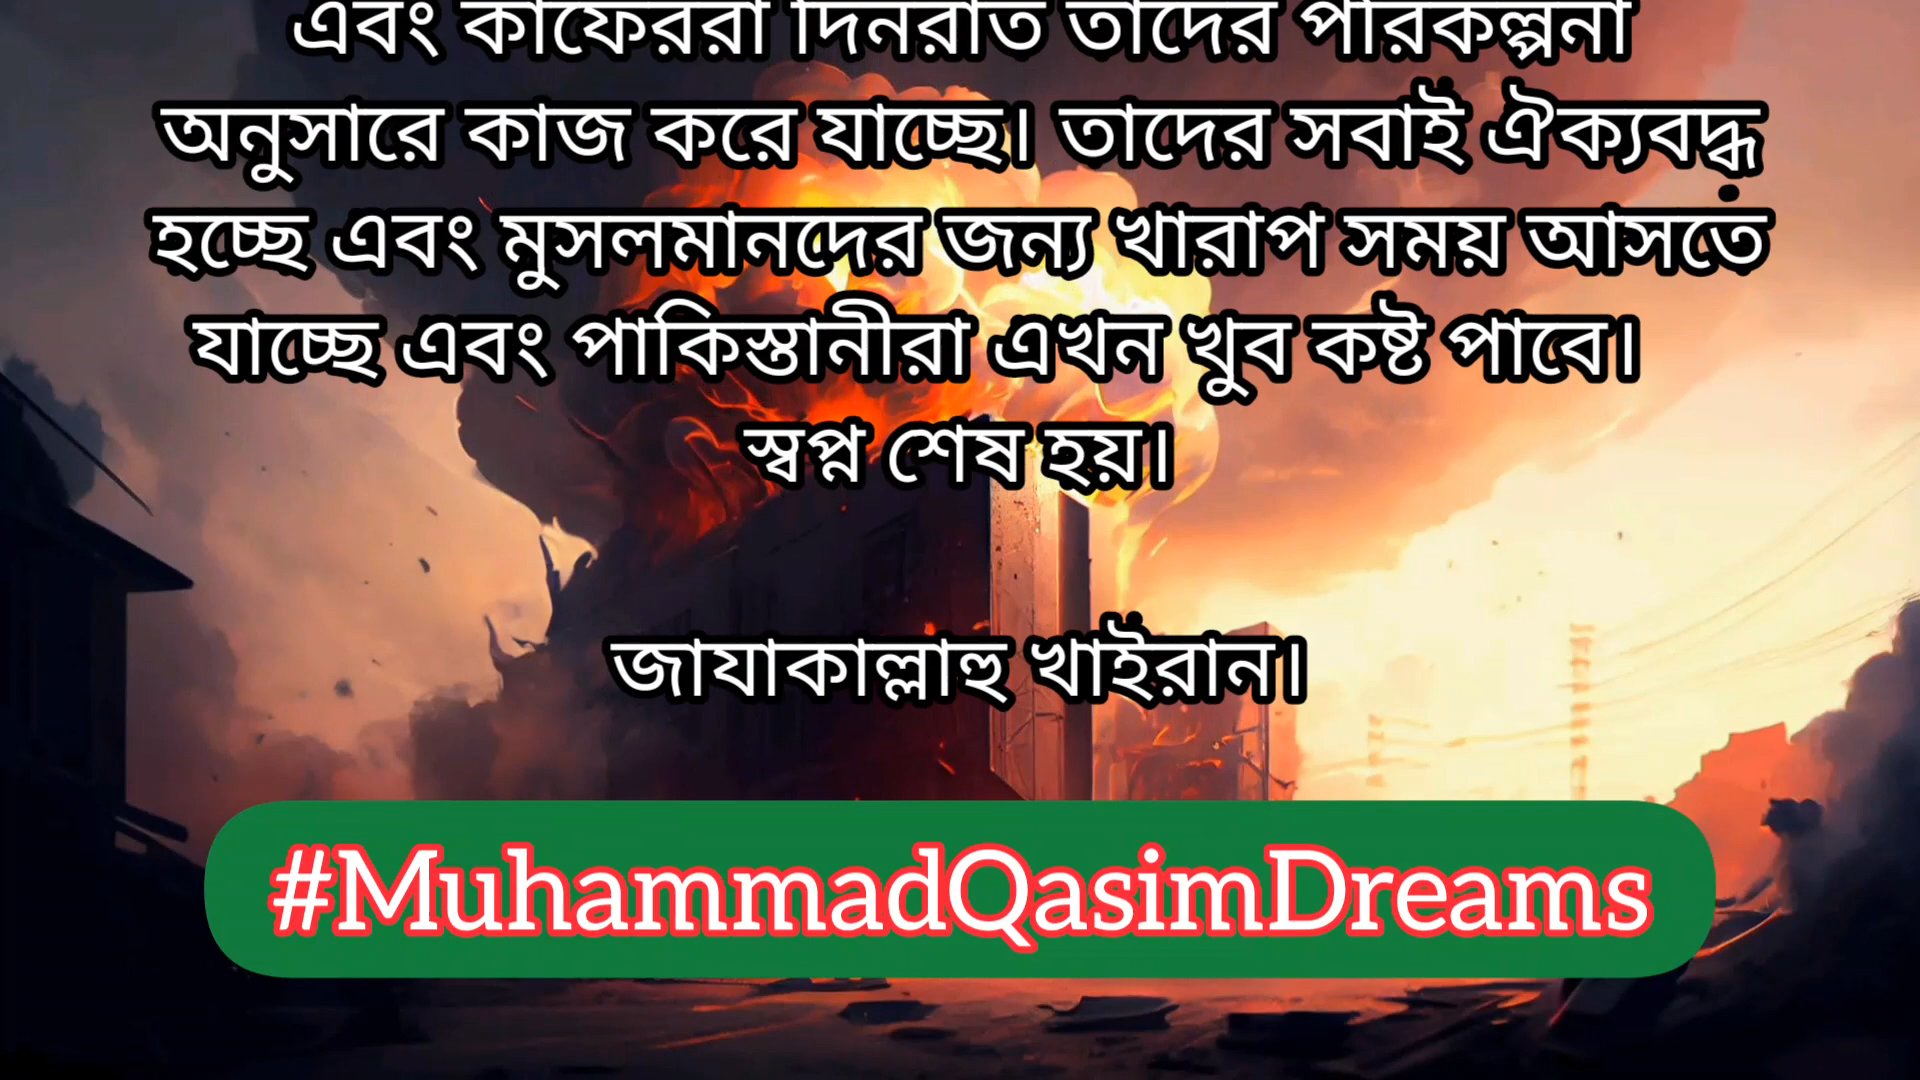 এবং কাফেররা দিনরাত তাদের পরিকল্পনা
অনুসারে কাজ করে যাচ্ছে। তাদের সবাই ঐক্যবদ্ধ
হচ্ছে এবং মুসলমানদের জন্য খারাপ সময় আসতে
যাচ্ছে এবং পাকিস্তানীরা এখন খুব কষ্ট পাবে।
স্বপ্ন শেষ হয়।
জাযাকাল্লাহু খাইরান।
#MuhammadQasimDreams